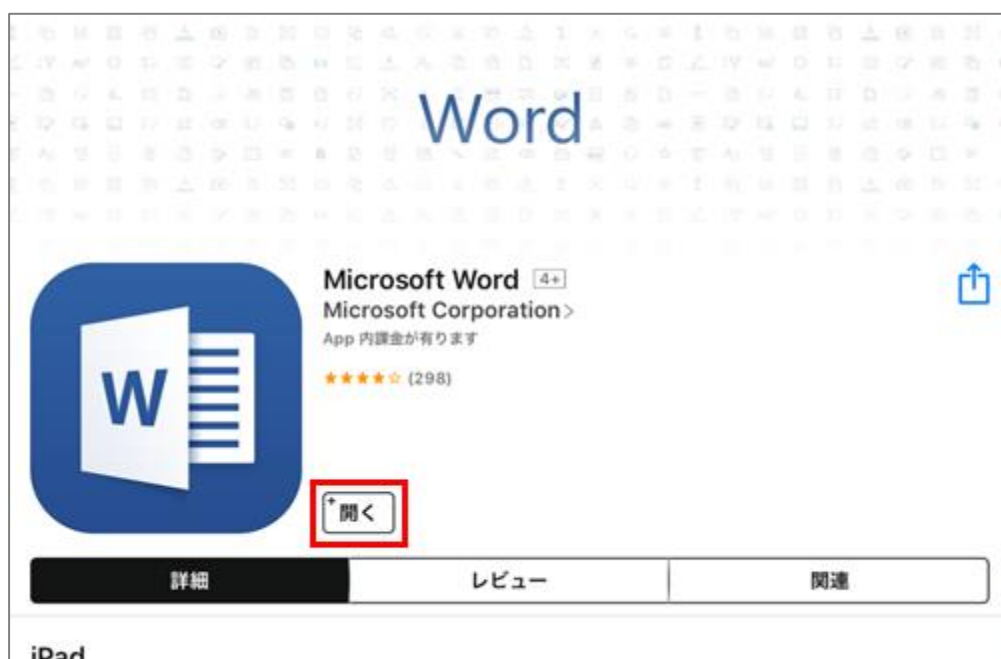 Word
Microsoft Word 4+
Microsoft Corporation>
App 内課金が有ります
★★★★☆ (298)
W
+開く
詳細 レビュー 関連
iPad